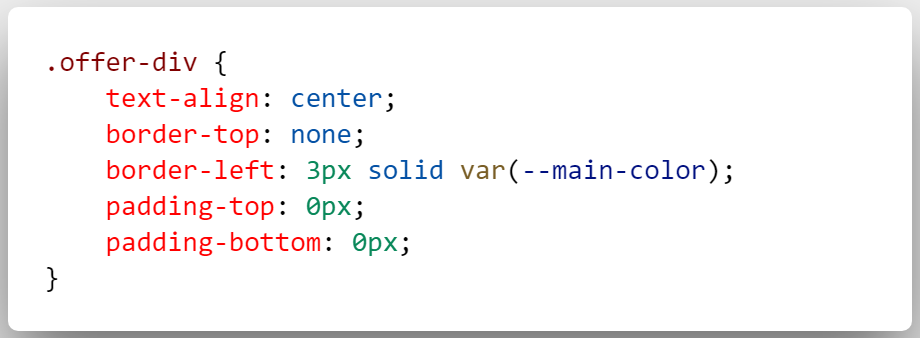 .offer-div {
    text-align: center;
    border-top: none;
    border-left: 3px solid var(--main-color);
    padding-top: 0px;
    padding-bottom: 0px;
}